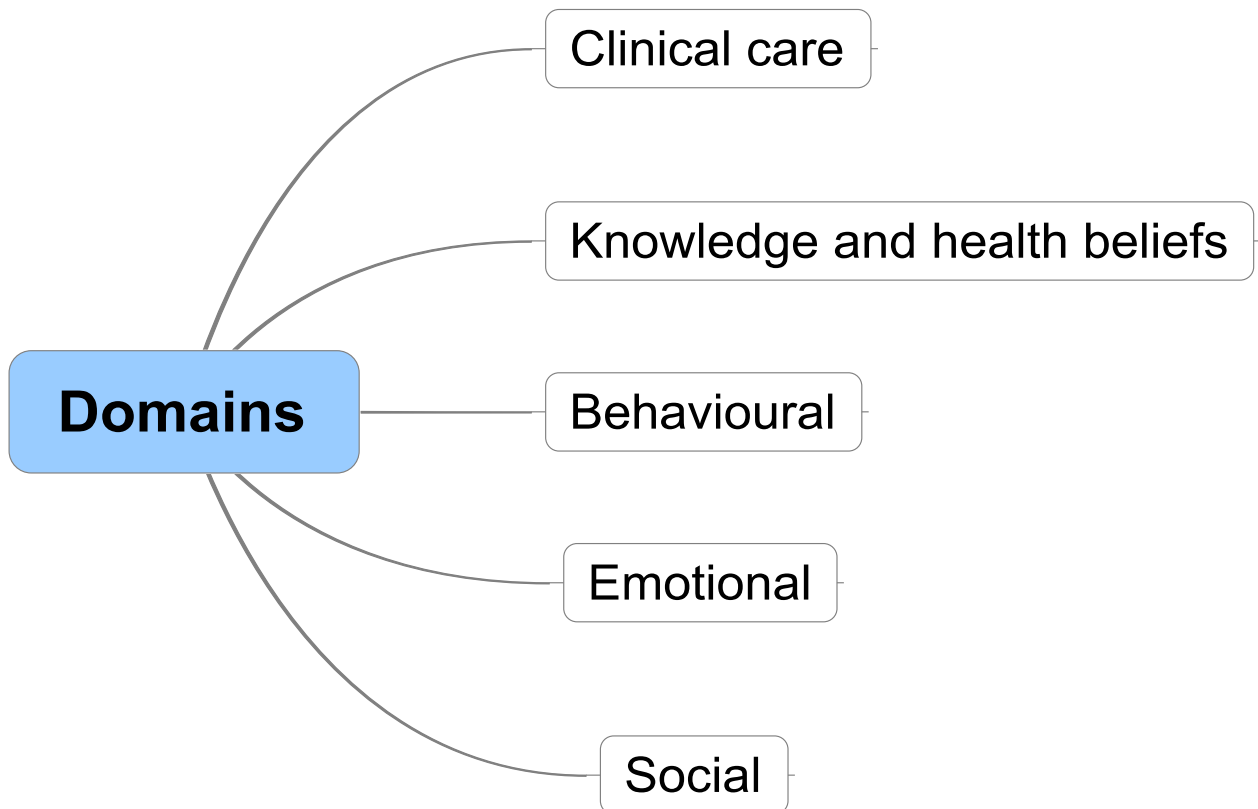 Clinical care
Knowledge and health beliefs
Domains
Behavioural
Emotional
Social